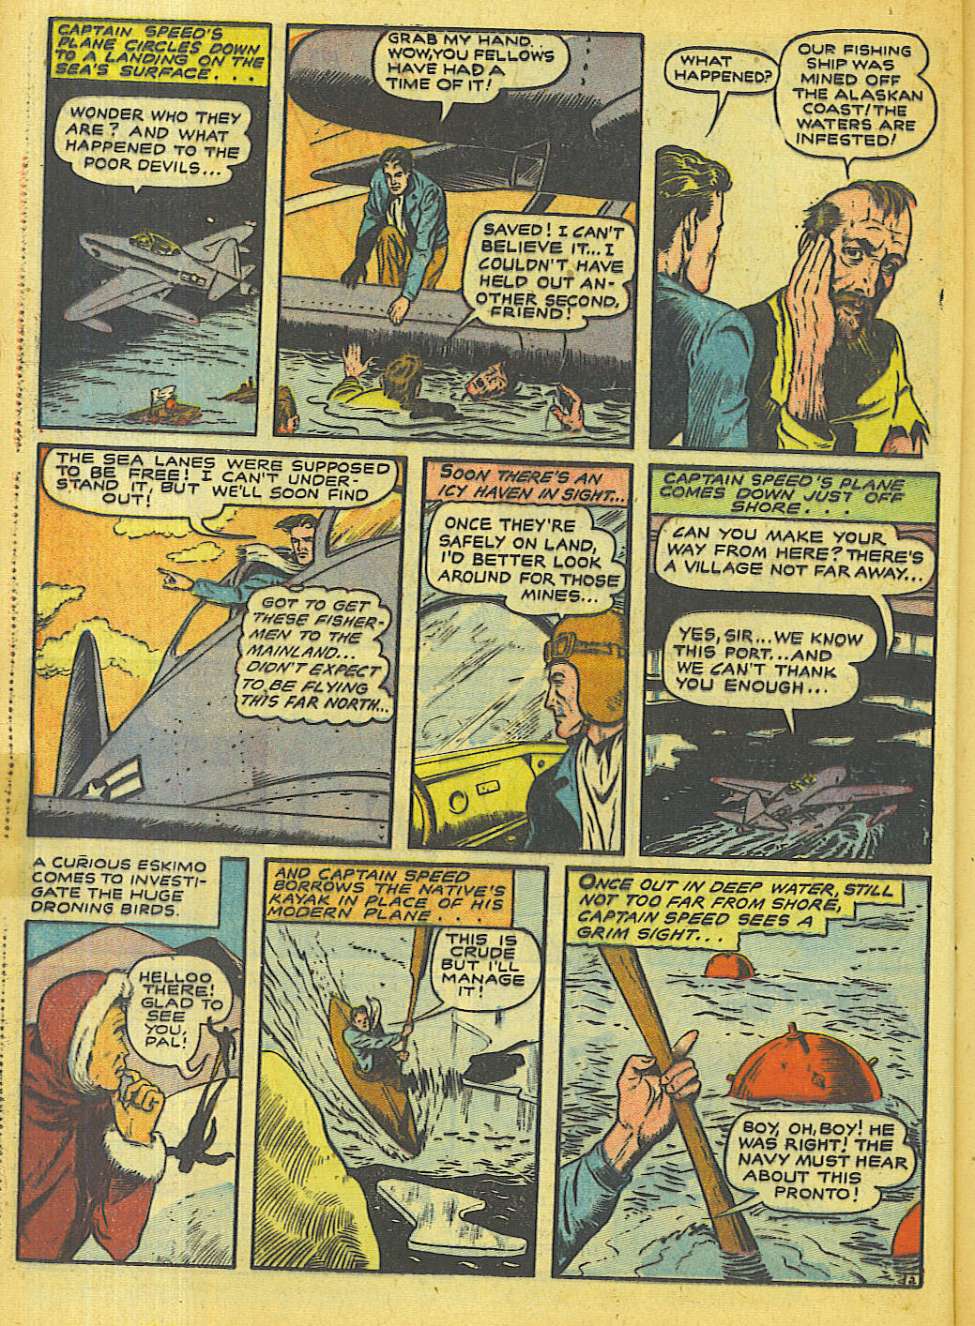 CAPTAIN SPEED'S
PLANE CIRCLES DOWN
TO A LANDING ON THE
SEA'S SURFACE...
WONDER WHO THEY
ARE? AND WHAT
HAPPENED TO THE
POOR DEVILS...
GRAB MY HAND..
WOW, YOU FELLOWS
HAVE HAD A
TIME OF IT!
SAVED! I CAN'T
BELIEVE IT...I
COULDN'T HAVE
HELD OUT AN-
OTHER SECOND,
FRIEND!
WHAT
HAPPENED?
OUR FISHING
SHIP WAS
MINED OFF
THE ALASKAN
COAST! THE
WATERS ARE
INFESTED!
THE SEA LANES WERE SUPPOSED
TO BE FREE! I CAN'T UNDER-
STAND IT, BUT WE'LL SOON FIND
OUT!
GOT TO GET
THESE FISHER-
MEN TO THE
MAINLAND...
DIDN'T EXPECT
TO BE FLYING
THIS FAR NORTH...
SOON THERE'S AN
ICY HAVEN IN SIGHT...
ONCE THEY'RE
SAFELY ON LAND,
I'D BETTER LOOK
AROUND FOR THOSE
MINES...
CAPTAIN SPEED'S PLANE
COMES DOWN JUST OFF
SHORE...
CAN YOU MAKE YOUR
WAY FROM HERE? THERE'S
A VILLAGE NOT FAR AWAY...
YES, SIR...WE KNOW
THIS PORT...AND
WE CAN'T THANK
YOU ENOUGH...
A CURIOUS ESKIMO
COMES TO INVESTI-
GATE THE HUGE
DRONING BIRDS.
HELLOO
THERE!
GLAD TO
SEE
YOU,
PAL!
AND CAPTAIN SPEED
BORROWS THE NATIVE'S
KAYAK IN PLACE OF HIS
MODERN PLANE....
THIS IS
CRUDE
BUT I'LL
MANAGE
IT!
ONCE OUT IN DEEP WATER, STILL
NOT TOO FAR FROM SHORE,
CAPTAIN SPEED SEES A
GRIM SIGHT...
BOY, OH, BOY! HE
WAS RIGHT! THE
NAVY MUST HEAR
ABOUT THIS
PRONTO!